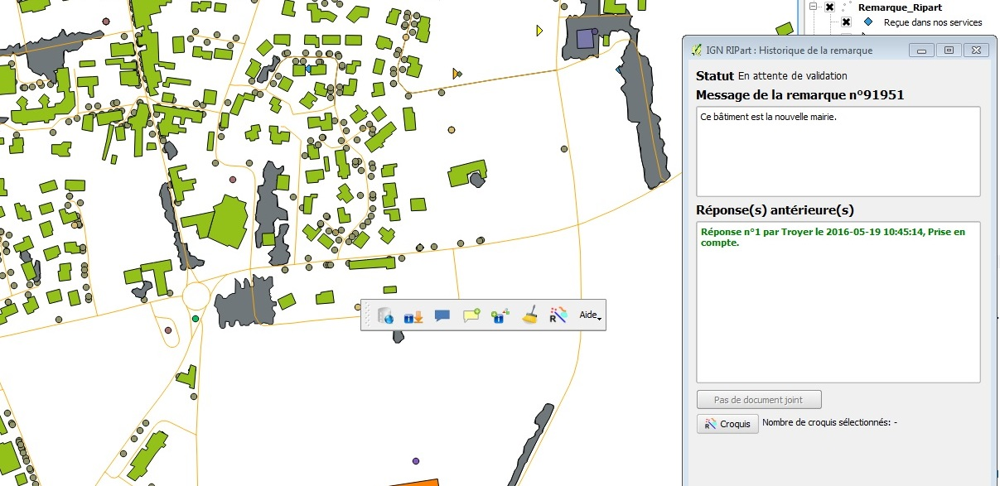 Remarque_Ripart
Reçue dans nos services
IGN RIPart : Historique de la remarque
Statut En attente de validation
Message de la remarque n°91951
Ce bâtiment est la nouvelle mairie.
Réponse(s) antérieure(s)
Réponse n°1 par Troyer le 2016-05-19 10:45:14, Prise en
compte.
Aide
Pas de document joint
Croquis Nombre de croquis sélectionnés: -